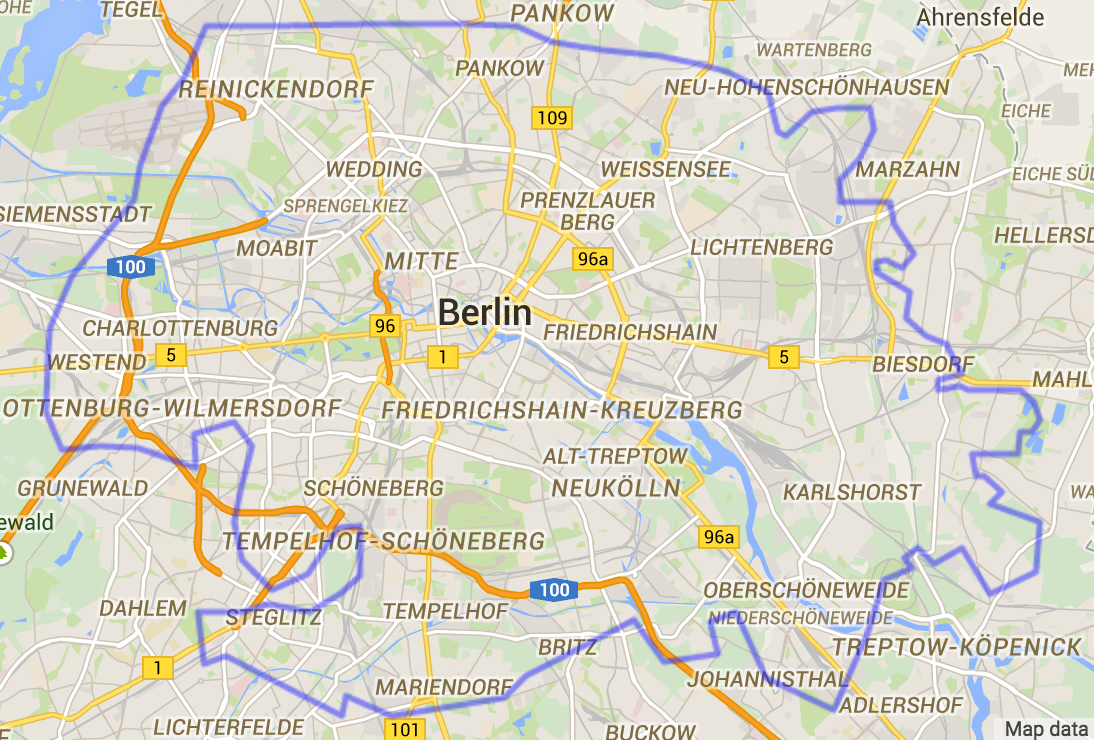 OHE
TEGEL
PANKOW
Ahrensfelde
WARTENBERG
PANKOW
MEH
REINICKENDORF
NEU-HOHENSCHÖNHAUSEN
EICHE
109
WEDDING
WEISSENSEE
MARZAHN
EICHE SÜD
SIEMENSSTADT
SPRENGELKIEZ
PRENZLAUER
BERG
MOABIT
LICHTENBERG
HELLERSD
MITTE
96a
100
Berlin
CHARLOTTENBURG
96
FRIEDRICHSHAIN
WESTEND
5
1
5
BIESDORF
MAHL
OTTENBURG-WILMERSDORF
FRIEDRICHSHAIN-KREUZBERG
ALT-TREPTOW
GRUNEWALD
SCHÖNEBERG
NEUKÖLLN
KARLSHORST
WA
ewald
TEMPELHOF-SCHÖNEBERG
96a
100
OBERSCHÖNEWEIDE
DAHLEM
STEGLITZ
TEMPELHOF
NIEDERSCHÖNEWEIDE
BRITZ
TREPTOW-KÖPENICK
1
MARIENDORF
JOHANNISTHAL
ADLERSHOF
LICHTERFELDE
101
BUCKOW
Map data